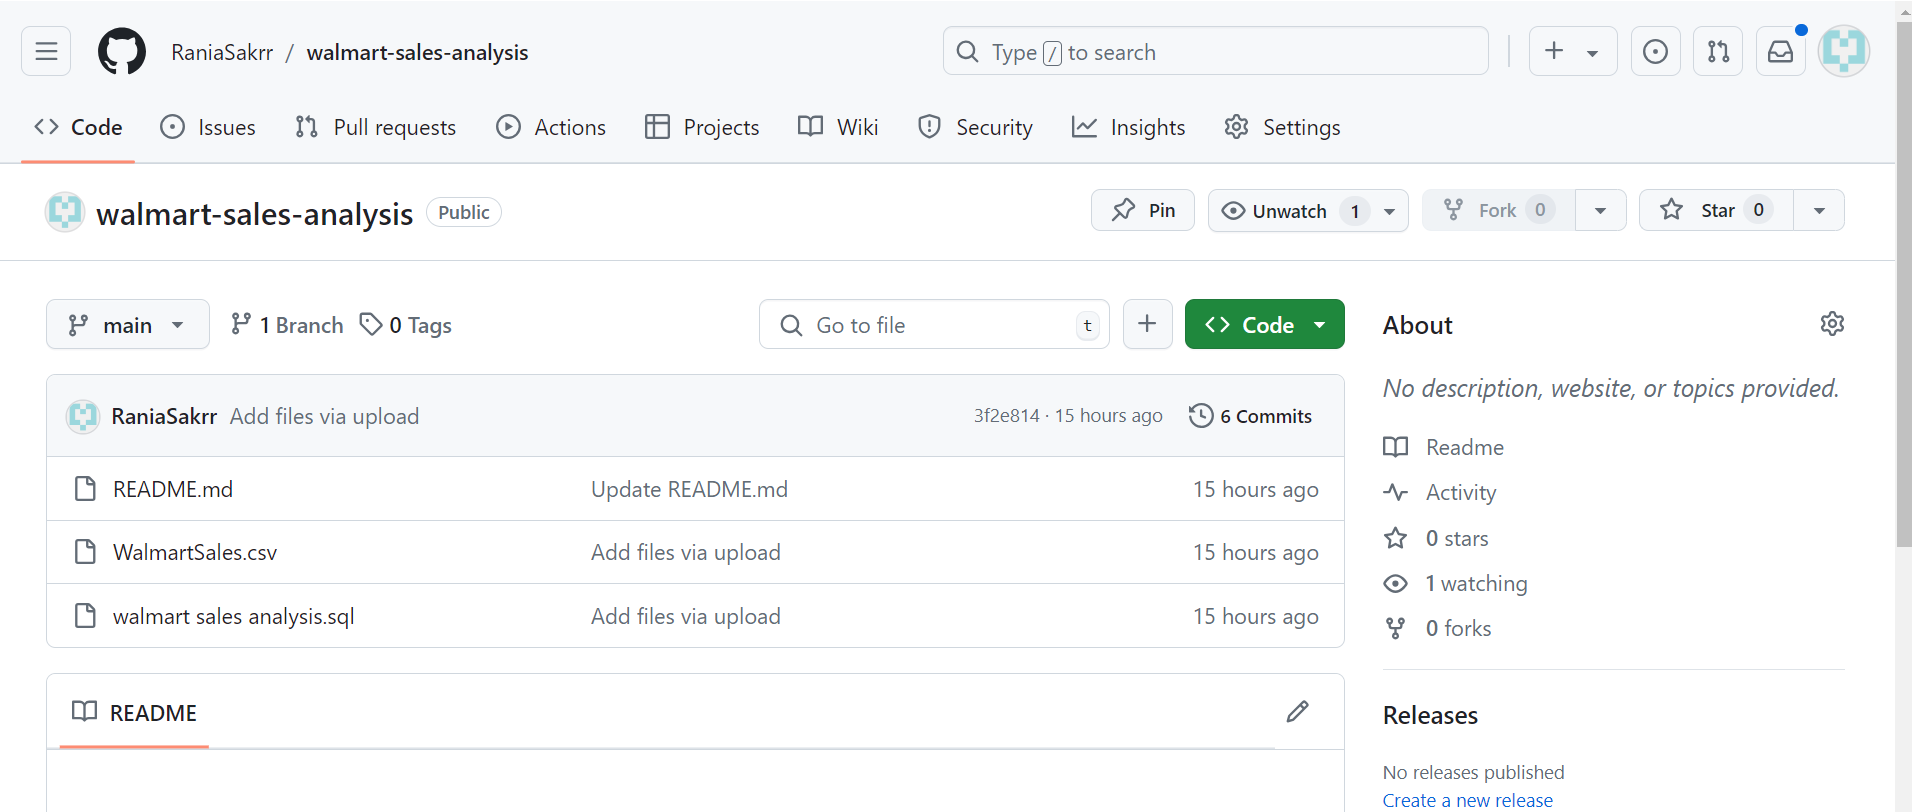 RaniaSakrr / walmart-sales-analysis
Type / to search
Code Issues Pull requests Actions Projects Wiki Security Insights Settings
walmart-sales-analysis Public
Pin Unwatch 1 Fork 0 Star 0
main 1 Branch 0 Tags Go to file t Code
RaniaSakrr Add files via upload 3f2e814 · 15 hours ago 6 Commits
README.md Update README.md 15 hours ago
WalmartSales.csv Add files via upload 15 hours ago
walmart sales analysis.sql Add files via upload 15 hours ago
README
About
No description, website, or topics provided.
Readme
Activity
0 stars
1 watching
0 forks
Releases
No releases published
Create a new release